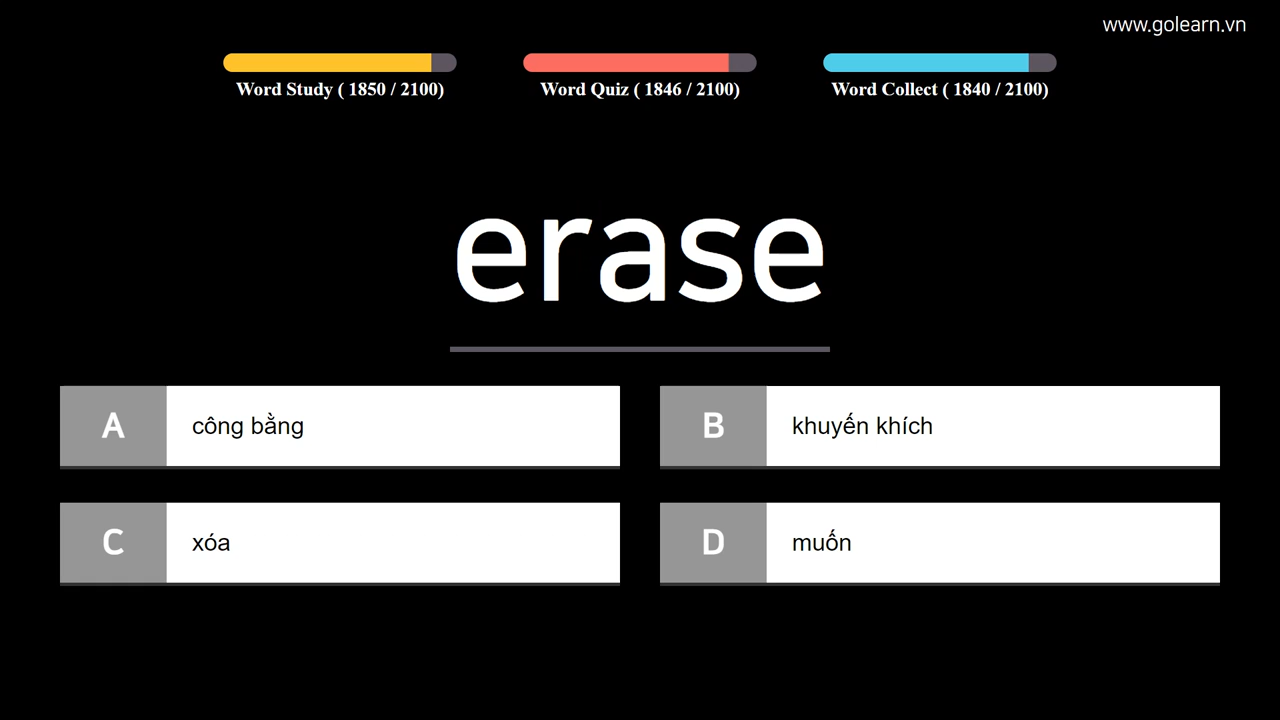 www.golearn.vn
Word Study ( 1850 / 2100)
Word Quiz ( 1846 / 2100)
Word Collect ( 1840 / 2100)
erase
A công bằng
B khuyến khích
C xóa
D muốn